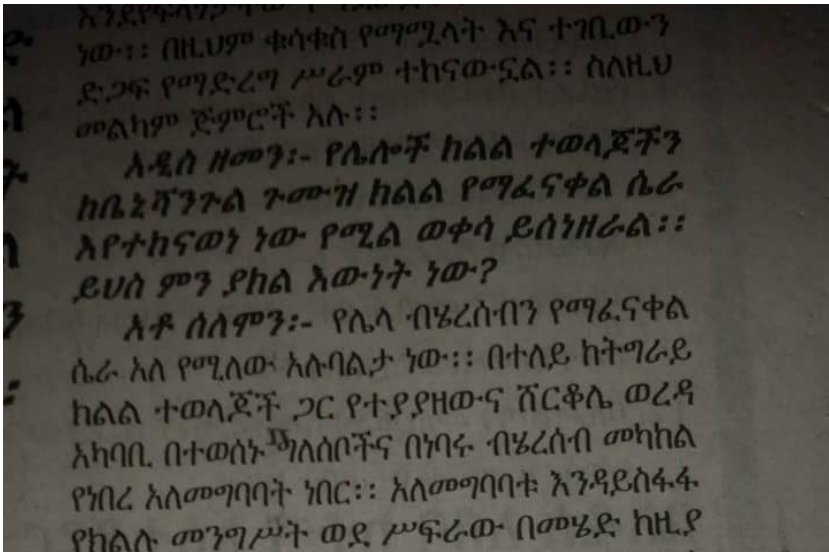 ነው፡፡ በዚህም ቁሳቁስ የማሟላት እና ተገቢውን
ድጋፍ የማድረግ ሥራም ተከናውኗል፡፡ ስለዚህ
መልካም ጅምሮች አሉ፡፡
አዲስ ዘመን፡- የሌሎች ክልል ተወላጆችን
ከቤኒሻንጉል ጉሙዝ ክልል የማፈናቀል ሴራ
እየተከናወነ ነው የሚል ወቀሳ ይሰነዘራል፡፡
ይህስ ምን ያክል እውነት ነው?
አቶ ሰለሞን፡- የሌላ ብሄረሰብን የማፈናቀል
ሴራ አለ የሚለው አሉባልታ ነው፡፡ በተለይ ከትግራይ
ክልል ተወላጆች ጋር የተያያዘውና ሸርቆሌ ወረዳ
አካባቢ በተወሰኑ ግለሰቦችና በነባሩ ብሄረሰብ መካከል
የነበረ አለመግባባት ነበር፡፡ አለመግባባቱ እንዳይስፋፋ
የክልሉ መንግሥት ወደ ሥፍራው በመሄድ ከዚያ